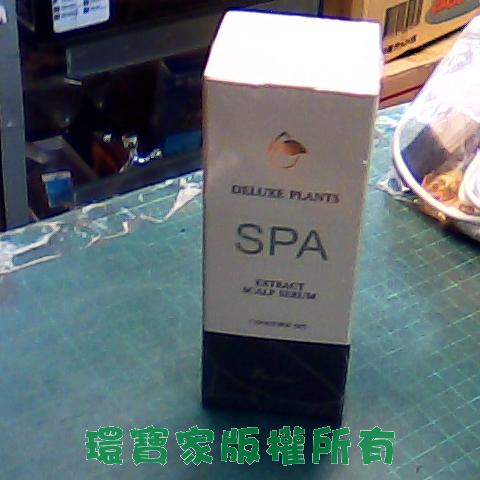 DELUXE PLANTS
SPA
EXTRACT
SCALP SERUM
環寶家版權所有